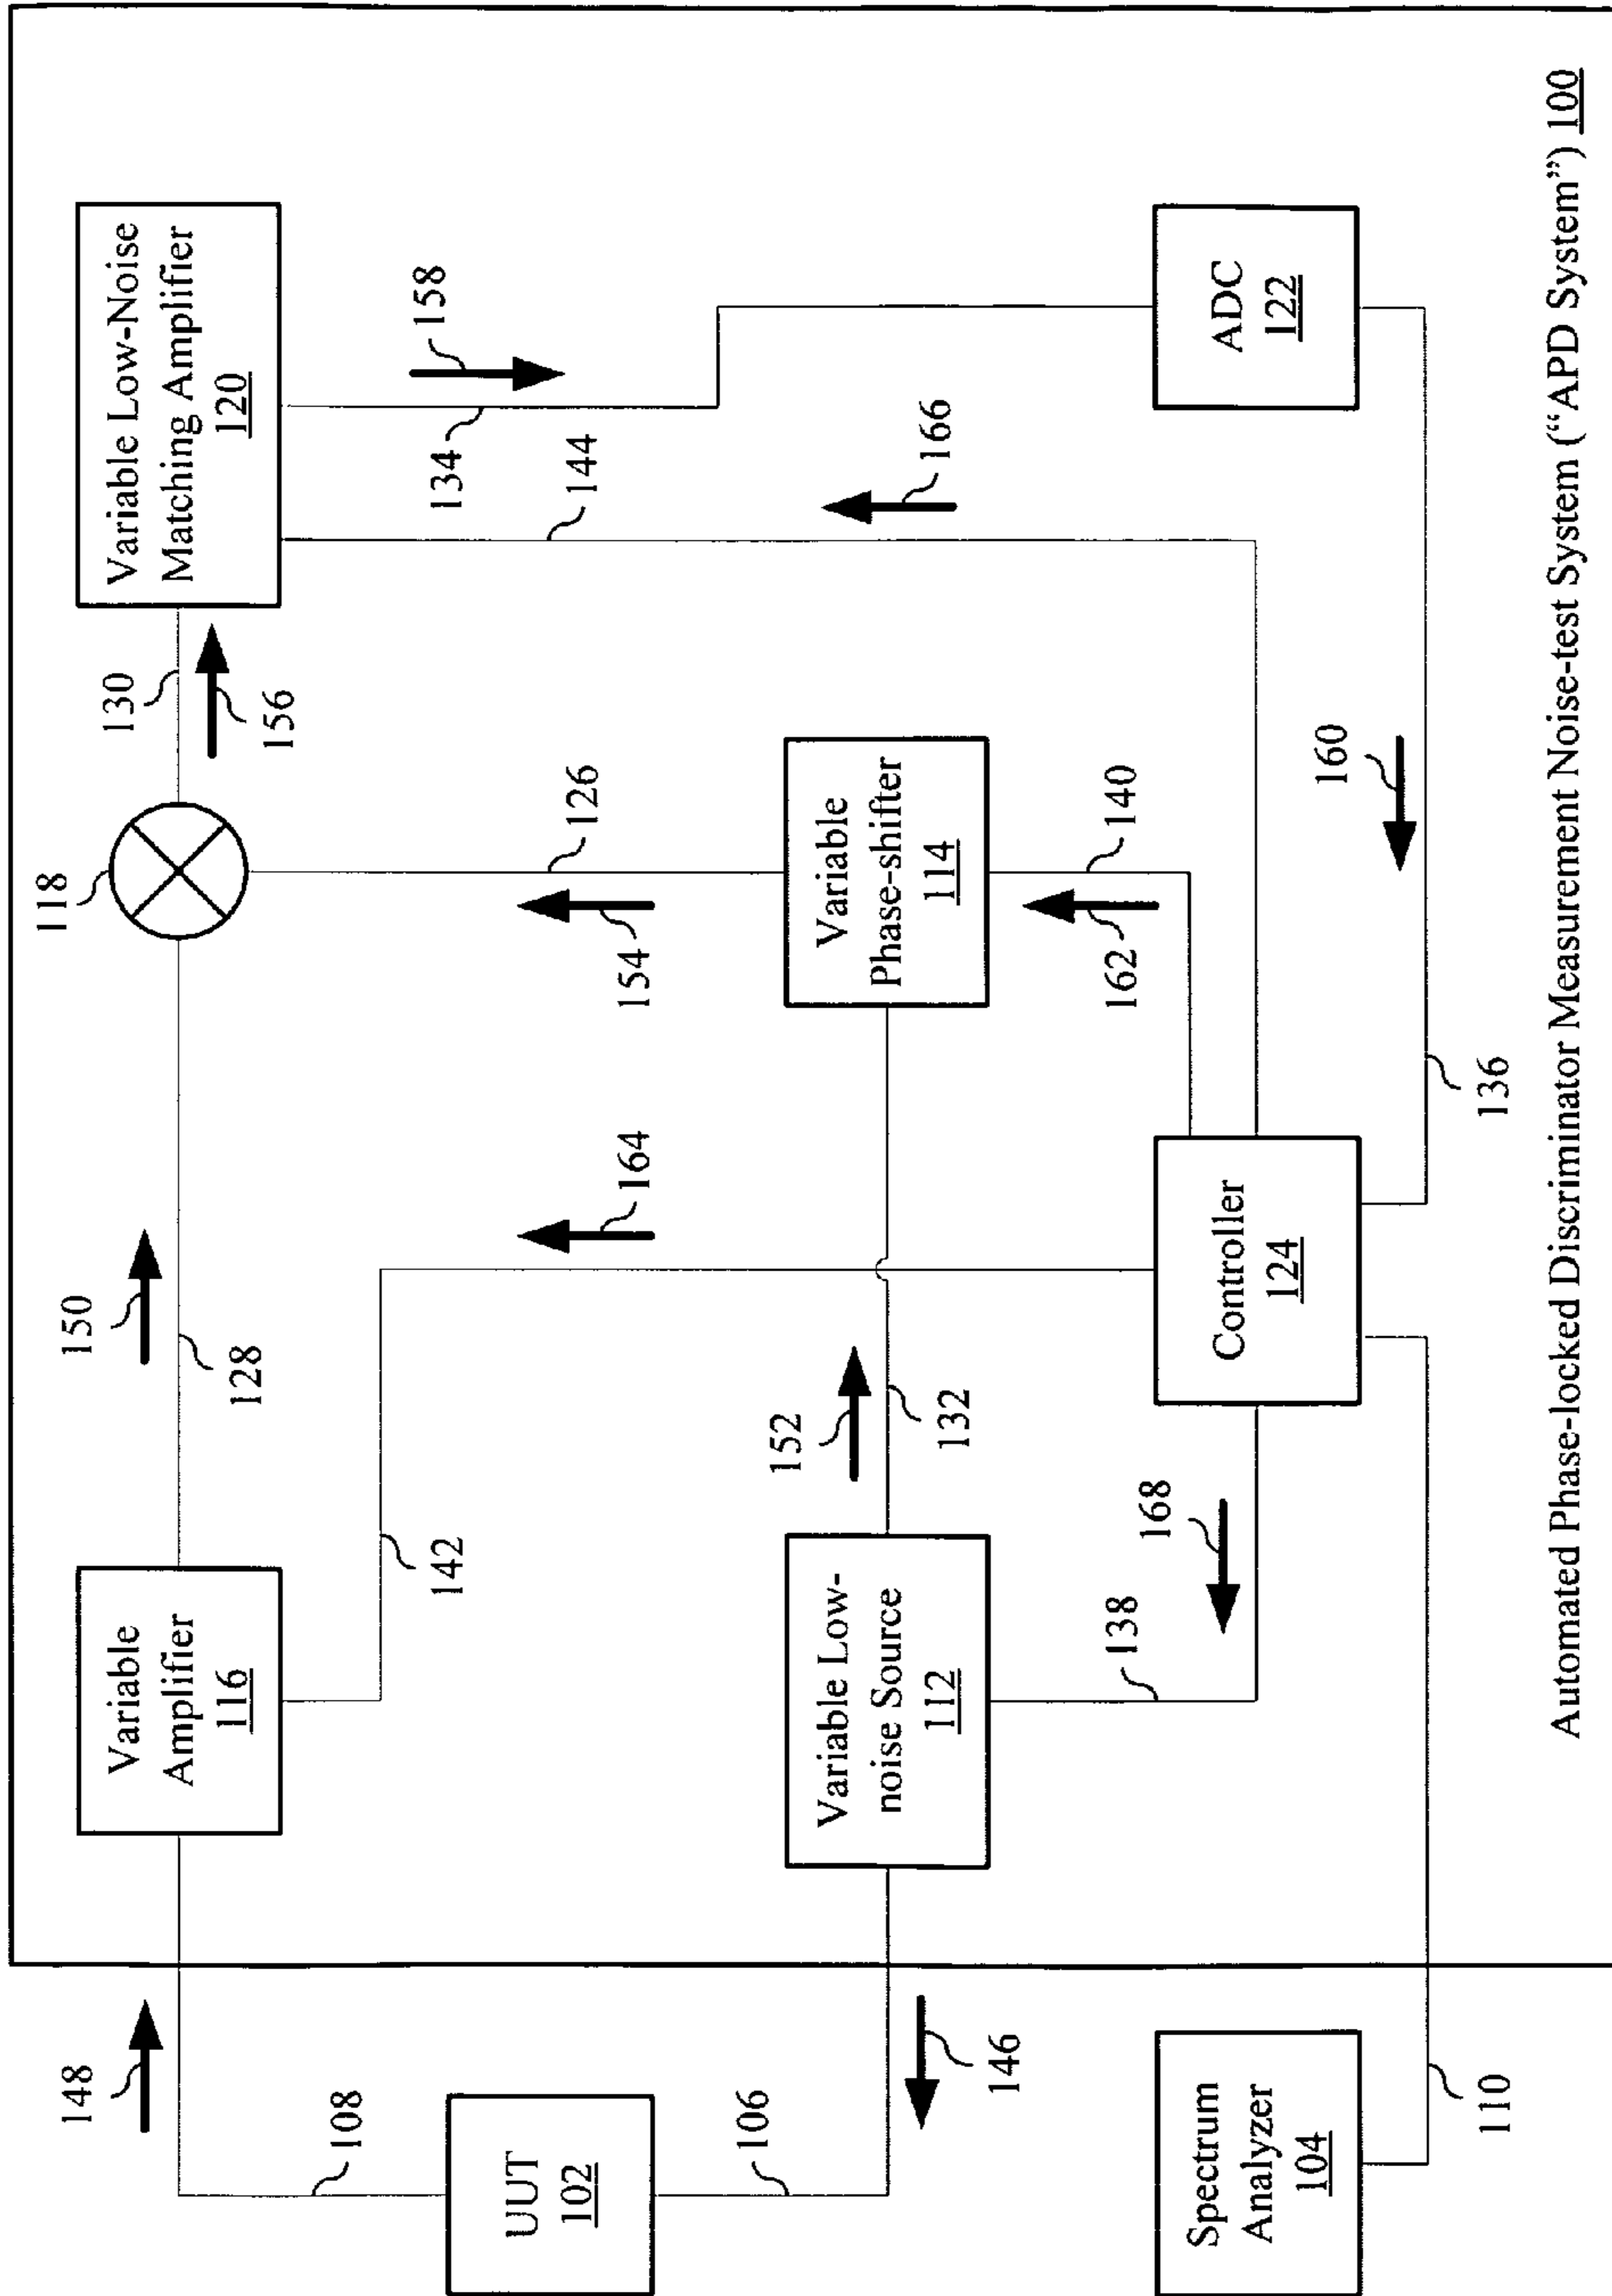 148
108
UUT
102
106
146
Spectrum
Analyzer
104
110
Variable
Amplifier
116
142
150
128
164
118
130
156
Variable Low-Noise
Matching Amplifier
120
158
134
144
166
Variable Low-
noise Source
112
152
132
138
168
Variable
Phase-shifter
114
126
154
140
162
Controller
124
ADC
122
160
136
Automated Phase-locked Discriminator Measurement Noise-test System (“APD System”) 100